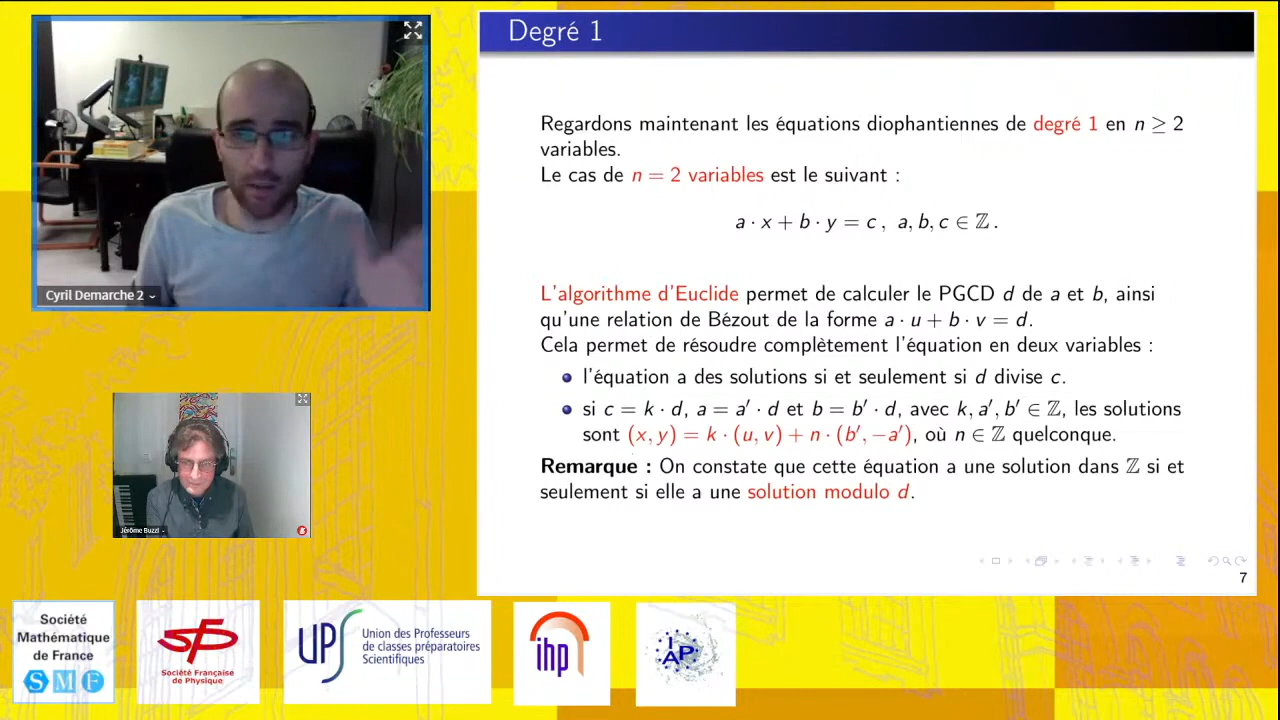 Degré 1
Regardons maintenant les équations diophantiennes de degré 1 en n ≥ 2
variables.
Le cas de n = 2 variables est le suivant :
a · x + b · y = c , a, b, c ∈ ℤ .
L'algorithme d'Euclide permet de calculer le PGCD d de a et b, ainsi
qu'une relation de Bézout de la forme a · u + b · v = d.
Cela permet de résoudre complètement l'équation en deux variables :
l'équation a des solutions si et seulement si d divise c.
si c = k · d, a = a′ · d et b = b′ · d, avec k, a′, b′ ∈ ℤ, les solutions
sont (x, y) = k · (u, v) + n · (b′, −a′), où n ∈ ℤ quelconque.
Remarque : On constate que cette équation a une solution dans ℤ si et
seulement si elle a une solution modulo d.
7
Cyril Demarche 2
Jérôme Buzzi
Société
Mathématique
de France
SMF
sfp
Société Française
de Physique
UPS
Union des Professeurs
de classes préparatoires
Scientifiques
ihp
IAP